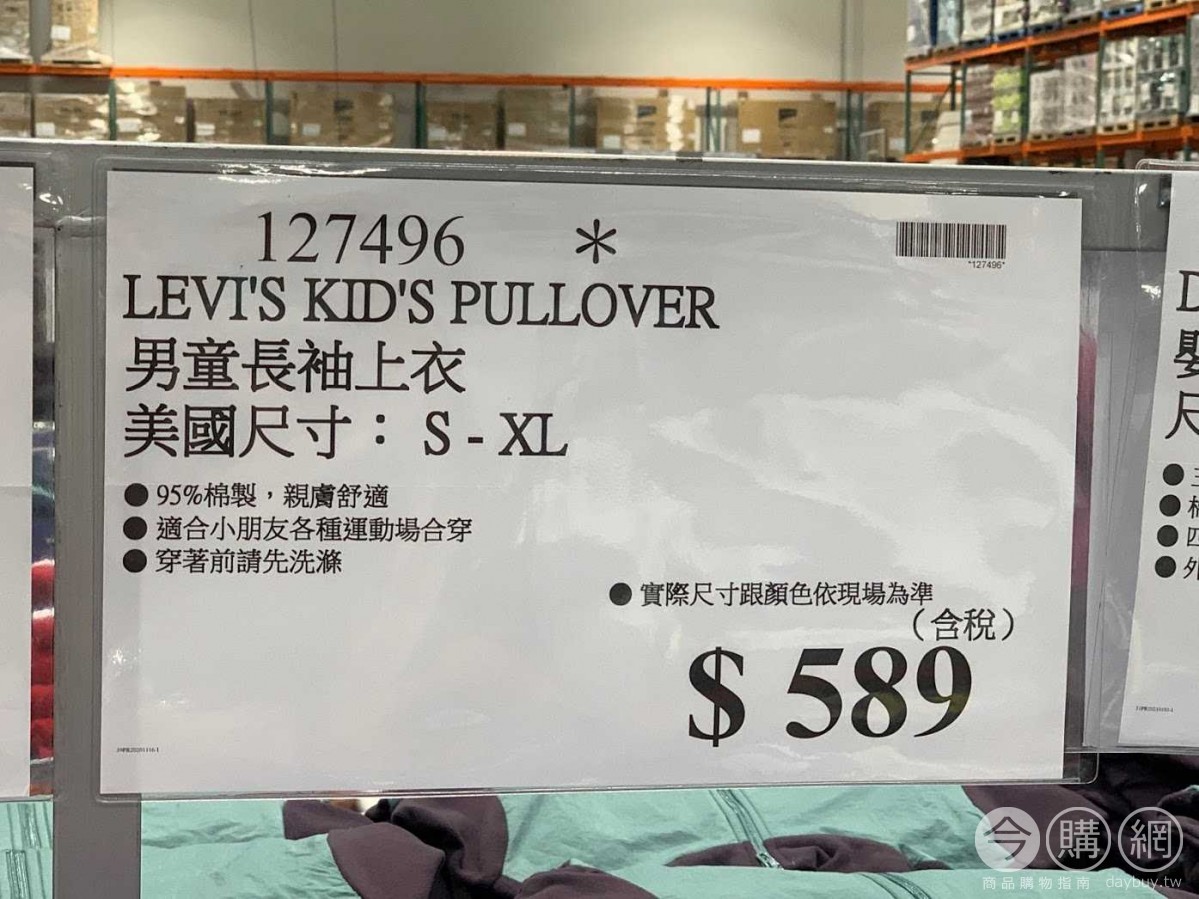 127496 *
*127496*
LEVI'S KID'S PULLOVER
男童長袖上衣
美國尺寸： S - XL
● 95%棉製，親膚舒適
● 適合小朋友各種運動場合穿
● 穿著前請先洗滌
● 實際尺寸跟顏色依現場為準
（含稅）
$ 589
D
嬰
尺
今購網
商品購物指南 daybuy.tw